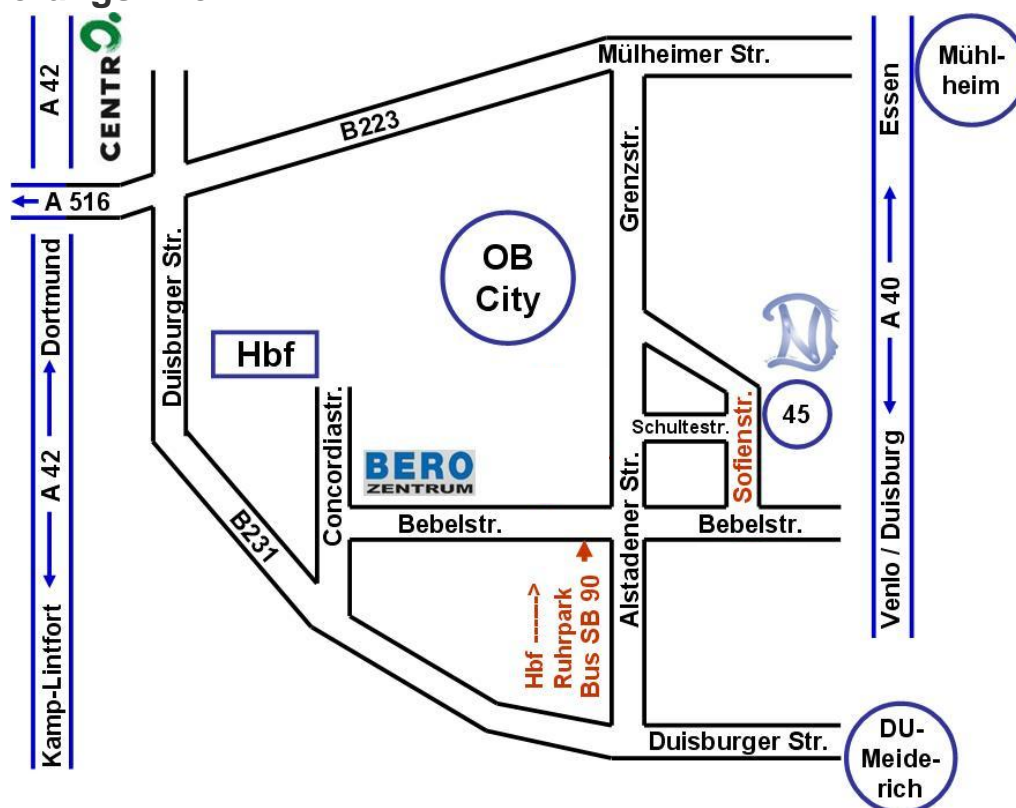 A 42
CENTRO.
Mülheimer Str.
Essen
Mühl-
heim
B223
A 516
Grenzstr.
OB
City
Duisburger Str.
Dortmund
A 42
Kamp-Lintfort
Hbf
Concordiastr.
BERO
ZENTRUM
A 40
Venlo / Duisburg
45
Schultestr.
Sofienstr.
Bebelstr.
Bebelstr.
Alstadener Str.
B231
Hbf ------>
Ruhrpark
Bus SB 90
Duisburger Str.
DU-
Meide-
rich